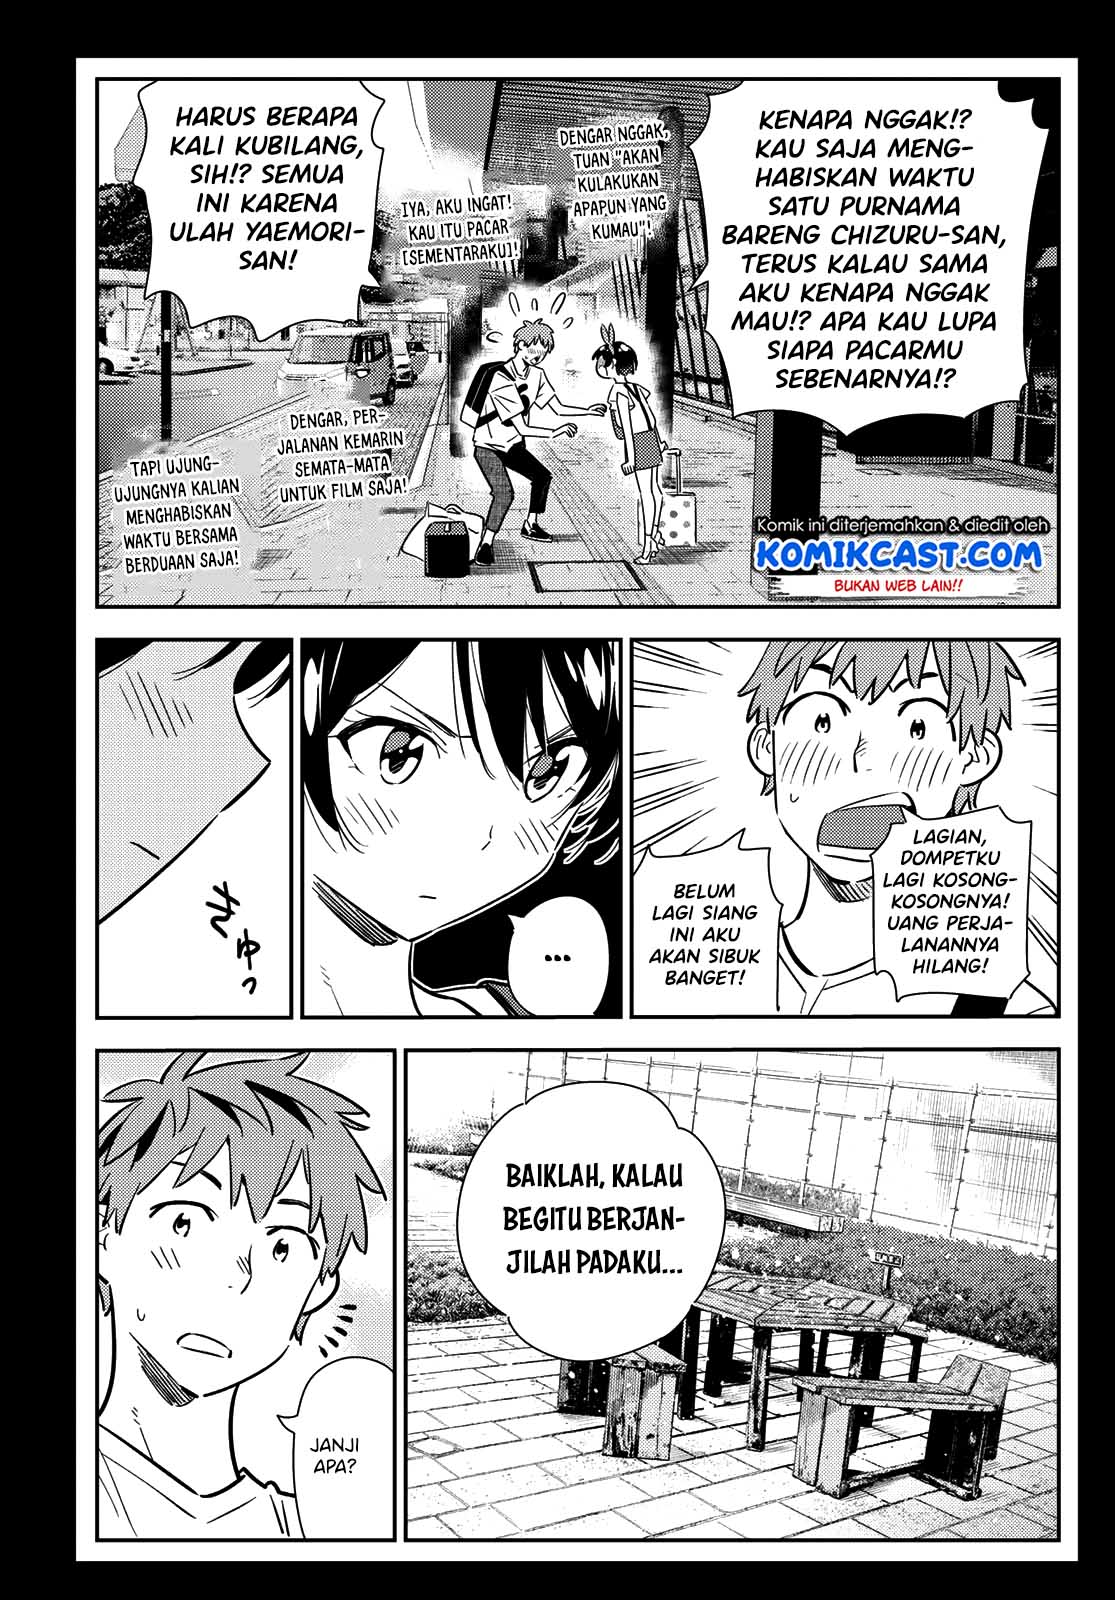 KENAPA NGGAK!?
KAU SAJA MENG-
HABISKAN WAKTU
SATU PURNAMA
BARENG CHIZURU-SAN,
TERUS KALAU SAMA
AKU KENAPA NGGAK
MAU!? APA KAU LUPA
SIAPA PACARMU
SEBENARNYA!?
DENGAR NGGAK,
TUAN "AKAN
KULAKUKAN
APAPUN YANG
KUMAU"!
IYA, AKU INGAT!
KAU ITU PACAR
[SEMENTARAKU]!
HARUS BERAPA
KALI KUBILANG,
SIH!? SEMUA
INI KARENA
ULAH YAEMORI-
SAN!
DENGAR, PER-
JALANAN KEMARIN
SEMATA-MATA
UNTUK FILM SAJA!
TAPI UJUNG-
UJUNGNYA KALIAN
MENGHABISKAN
WAKTU BERSAMA
BERDUAAN SAJA!
Komik ini diterjemahkan & diedit oleh
KOMIKCAST.COM
BUKAN WEB LAIN!!
LAGIAN,
DOMPETKU
LAGI KOSONG-
KOSONGNYA!
UANG PERJA-
LANANNYA
HILANG!
BELUM
LAGI SIANG
INI AKU
AKAN SIBUK
BANGET!
...
きゅっ
BAIKLAH, KALAU
BEGITU BERJAN-
JILAH PADAKU...
JANJI
APA?